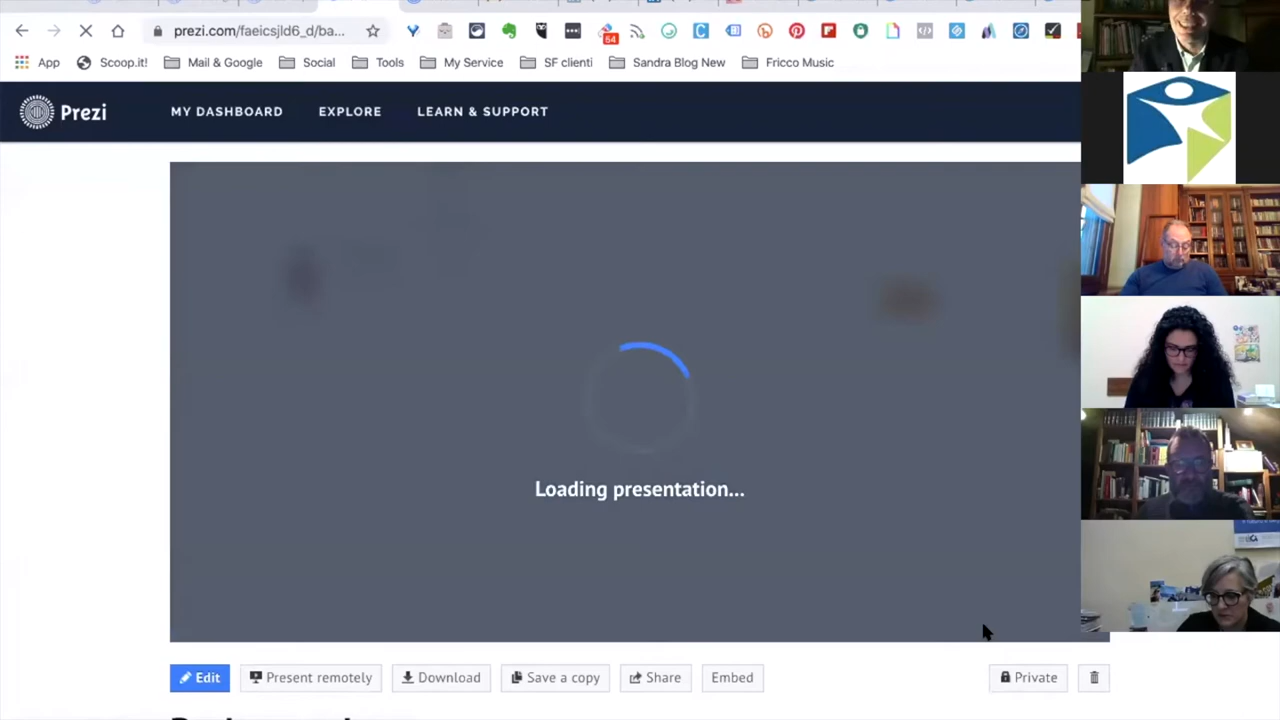 prezi.com/faeicsjld6_d/ba...
54
App Scoop.it! Mail & Google Social Tools My Service SF clienti Sandra Blog New Fricco Music
Prezi MY DASHBOARD EXPLORE LEARN & SUPPORT
Loading presentation...
Edit Present remotely Download Save a copy Share Embed Private